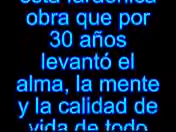 obra que por
30 años
levantó el
alma, la mente
y la calidad de
vida de todo